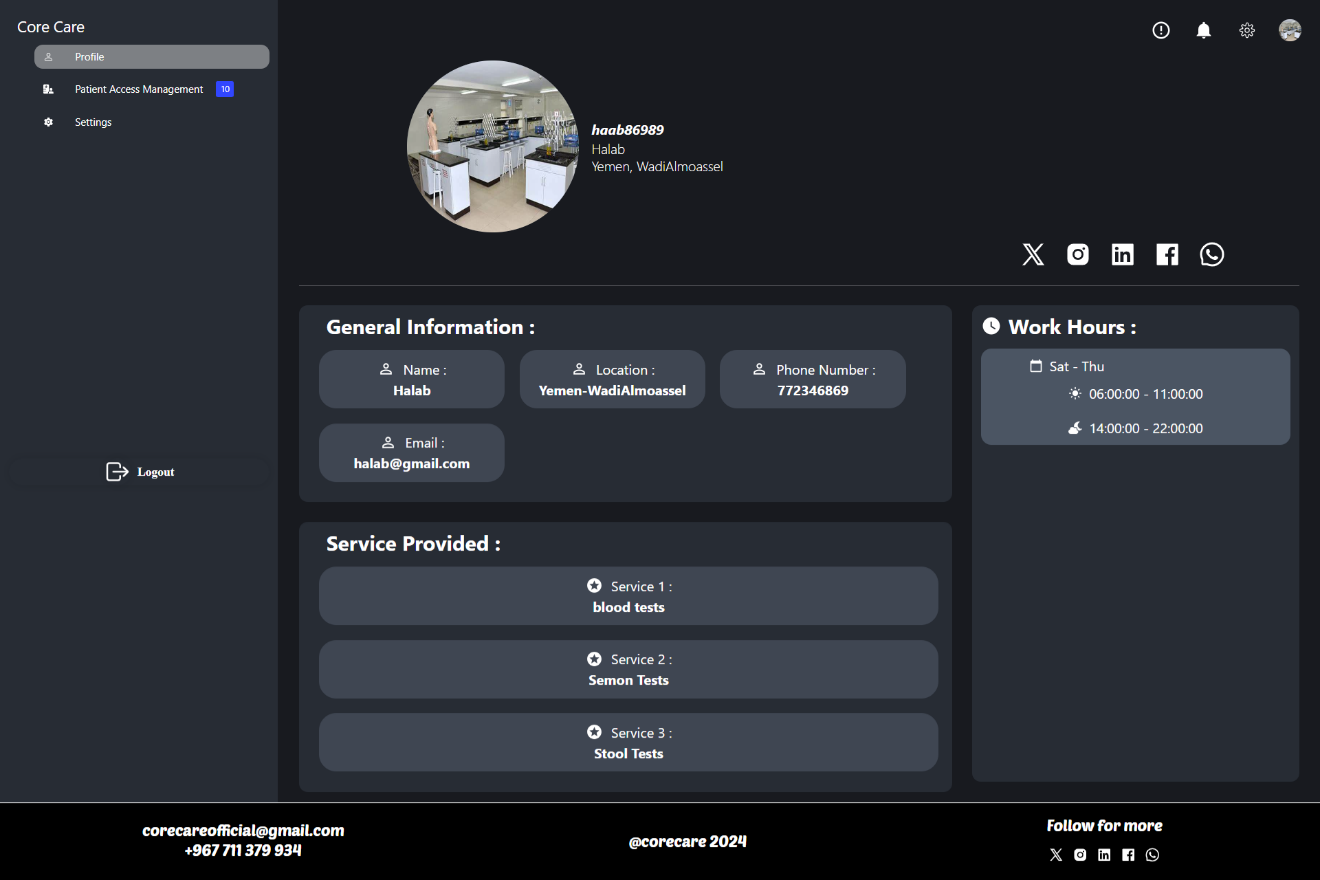 Core Care
Profile
Patient Access Management 10
Settings
Logout
haab86989
Halab
Yemen, WadiAlmoassel
General Information :
Name :
Halab
Location :
Yemen-WadiAlmoassel
Phone Number :
772346869
Email :
halab@gmail.com
Service Provided :
Service 1 :
blood tests
Service 2 :
Semon Tests
Service 3 :
Stool Tests
Work Hours :
Sat - Thu
06:00:00 - 11:00:00
14:00:00 - 22:00:00
corecareofficial@gmail.com
+967 711 379 934
@corecare 2024
Follow for more